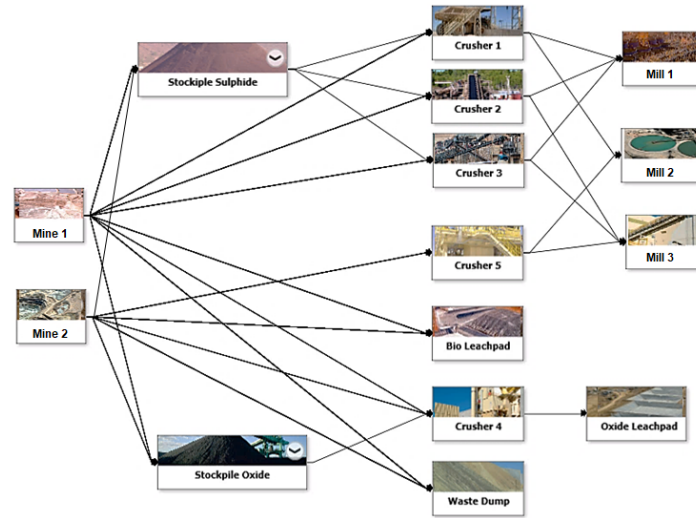 Crusher 1
Mill 1
Stockiple Sulphide
Crusher 2
Crusher 3
Mill 2
Mine 1
Crusher 5
Mill 3
Mine 2
Bio Leachpad
Crusher 4
Oxide Leachpad
Stockpile Oxide
Waste Dump